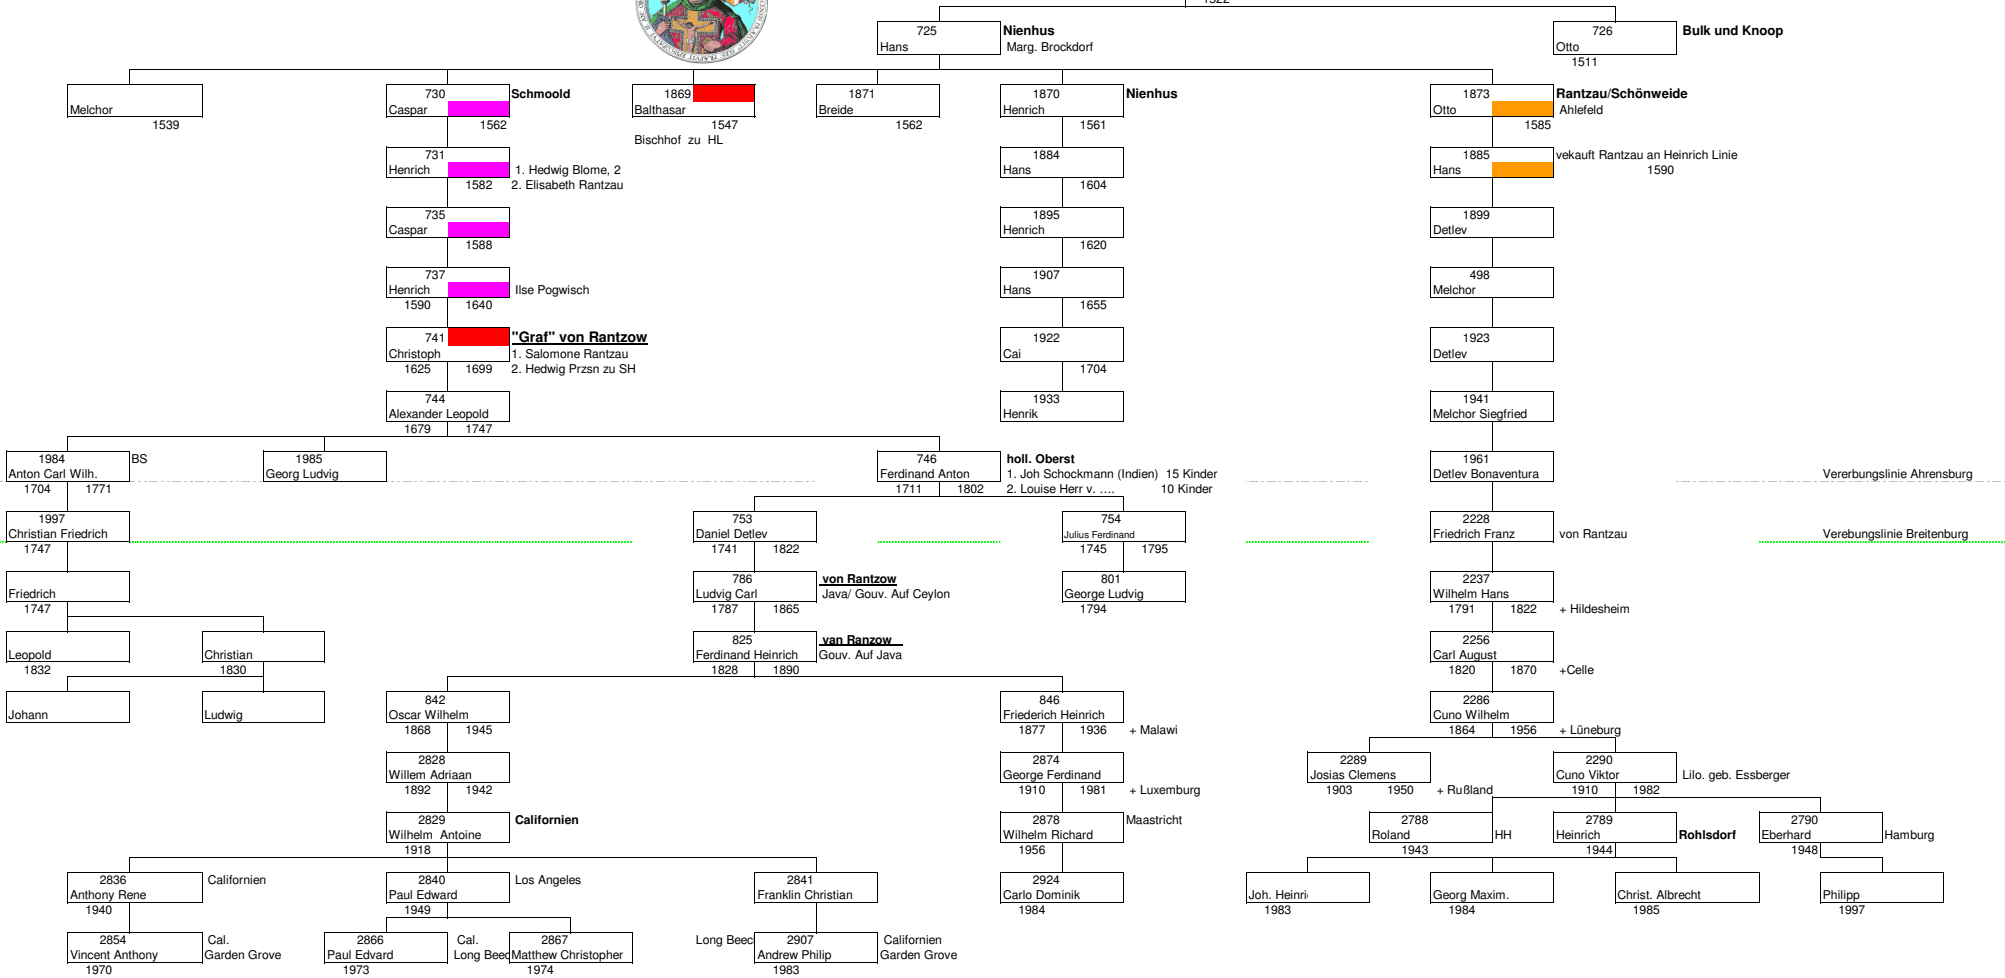 1522
725 Nienhus 726 Bulk und Knoop
Hans Marg. Brockdorf Otto
1511
730 Schmoold 1869 1871 1870 Nienhus 1873 Rantzau/Schönweide
Melchor Caspar Balthasar Breide Henrich Otto Ahlefeld
1539 1562 1547 1562 1561 1585
Bischhof zu HL
731 1884 1885 vekauft Rantzau an Heinrich Linie
Henrich 1. Hedwig Blome, 2 Hans Hans 1590
1582 2. Elisabeth Rantzau 1604
735 1895 1899
Caspar Henrich Detlev
1588 1620
737 1907 498
Henrich Ilse Pogwisch Hans Melchor
1590 1640 1655
741 "Graf" von Rantzow 1922 1923
Christoph 1. Salomone Rantzau Cai Detlev
1625 1699 2. Hedwig Przsn zu SH 1704
744 1933 1941
Alexander Leopold Henrik Melchor Siegfried
1679 1747
1984 BS 1985 746 holl. Oberst 1961
Anton Carl Wilh. Georg Ludvig Ferdinand Anton 1. Joh Schockmann (Indien) 15 Kinder Detlev Bonaventura Vererbungslinie Ahrensburg
1704 1771 1711 1802 2. Louise Herr v. .... 10 Kinder
1997 753 754 2228
Christian Friedrich Daniel Detlev Julius Ferdinand Friedrich Franz von Rantzau Verebungslinie Breitenburg
1747 1741 1822 1745 1795
786 von Rantzow 801 2237
Friedrich Ludvig Carl Java/ Gouv. Auf Ceylon George Ludvig Wilhelm Hans
1747 1787 1865 1794 1791 1822 + Hildesheim
825 van Ranzow 2256
Leopold Christian Ferdinand Heinrich Gouv. Auf Java Carl August
1832 1830 1828 1890 1820 1870 +Celle
842 846 2286
Johann Ludwig Oscar Wilhelm Friederich Heinrich Cuno Wilhelm
1868 1945 1877 1936 + Malawi 1864 1956 + Lüneburg
2828 2874 2289 2290
Willem Adriaan George Ferdinand Josias Clemens Cuno Viktor Lilo. geb. Essberger
1892 1942 1910 1981 + Luxemburg 1903 1950 + Rußland 1910 1982
2829 Californien 2878 Maastricht 2788 2789 2790
Wilhelm Antoine Wilhelm Richard Roland HH Heinrich Rohlsdorf Eberhard Hamburg
1918 1956 1943 1944 1948
2836 Californien 2840 Los Angeles 2841 2924
Anthony Rene Paul Edward Franklin Christian Carlo Dominik Joh. Heinri Georg Maxim. Christ. Albrecht Philipp
1940 1949 1984 1983 1984 1985 1997
2854 Cal. 2866 Cal. 2867 Long Beec 2907 Californien
Vincent Anthony Garden Grove Paul Edvard Long Beec Matthew Christopher Andrew Philip Garden Grove
1970 1973 1974 1983